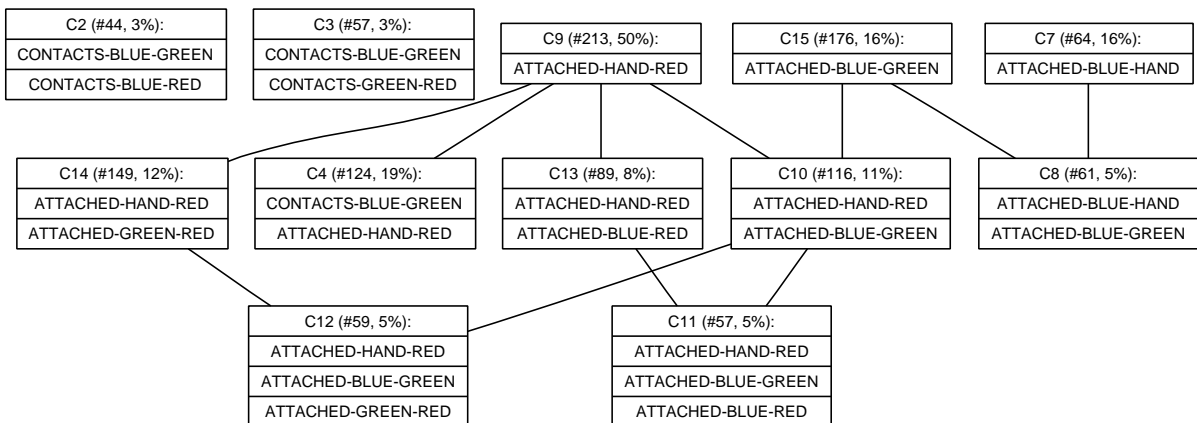 C2 (#44, 3%):
CONTACTS-BLUE-GREEN
CONTACTS-BLUE-RED
C3 (#57, 3%):
CONTACTS-BLUE-GREEN
CONTACTS-GREEN-RED
C9 (#213, 50%):
ATTACHED-HAND-RED
C15 (#176, 16%):
ATTACHED-BLUE-GREEN
C7 (#64, 16%):
ATTACHED-BLUE-HAND
C14 (#149, 12%):
ATTACHED-HAND-RED
ATTACHED-GREEN-RED
C4 (#124, 19%):
CONTACTS-BLUE-GREEN
ATTACHED-HAND-RED
C13 (#89, 8%):
ATTACHED-HAND-RED
ATTACHED-BLUE-RED
C10 (#116, 11%):
ATTACHED-HAND-RED
ATTACHED-BLUE-GREEN
C8 (#61, 5%):
ATTACHED-BLUE-HAND
ATTACHED-BLUE-GREEN
C12 (#59, 5%):
ATTACHED-HAND-RED
ATTACHED-BLUE-GREEN
ATTACHED-GREEN-RED
C11 (#57, 5%):
ATTACHED-HAND-RED
ATTACHED-BLUE-GREEN
ATTACHED-BLUE-RED